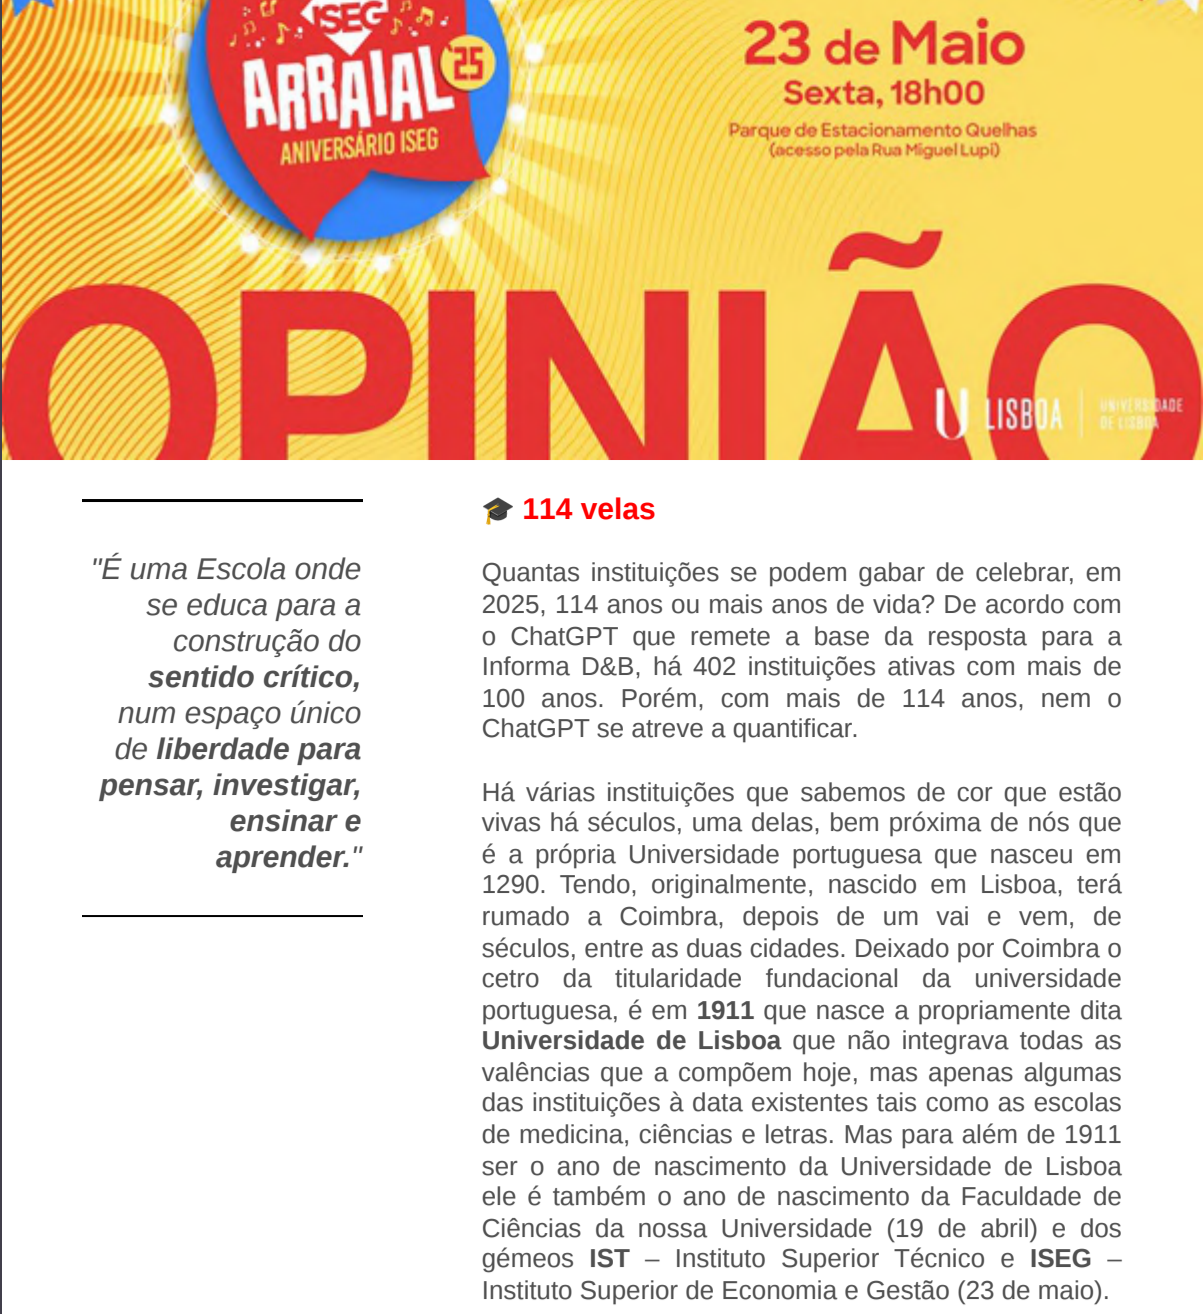 ISEG
ARRAIAL '25
ANIVERSÁRIO ISEG
23 de Maio
Sexta, 18h00
Parque de Estacionamento Quelhas
(acesso pela Rua Miguel Lupi)
OPINIÃO
U LISBOA | UNIVERSIDADE
DE LISBOA
"É uma Escola onde
se educa para a
construção do
sentido crítico,
num espaço único
de liberdade para
pensar, investigar,
ensinar e
aprender."
🎓 114 velas
Quantas instituições se podem gabar de celebrar, em
2025, 114 anos ou mais anos de vida? De acordo com
o ChatGPT que remete a base da resposta para a
Informa D&B, há 402 instituições ativas com mais de
100 anos. Porém, com mais de 114 anos, nem o
ChatGPT se atreve a quantificar.
Há várias instituições que sabemos de cor que estão
vivas há séculos, uma delas, bem próxima de nós que
é a própria Universidade portuguesa que nasceu em
1290. Tendo, originalmente, nascido em Lisboa, terá
rumado a Coimbra, depois de um vai e vem, de
séculos, entre as duas cidades. Deixado por Coimbra o
cetro da titularidade fundacional da universidade
portuguesa, é em 1911 que nasce a propriamente dita
Universidade de Lisboa que não integrava todas as
valências que a compõem hoje, mas apenas algumas
das instituições à data existentes tais como as escolas
de medicina, ciências e letras. Mas para além de 1911
ser o ano de nascimento da Universidade de Lisboa
ele é também o ano de nascimento da Faculdade de
Ciências da nossa Universidade (19 de abril) e dos
gémeos IST – Instituto Superior Técnico e ISEG –
Instituto Superior de Economia e Gestão (23 de maio).